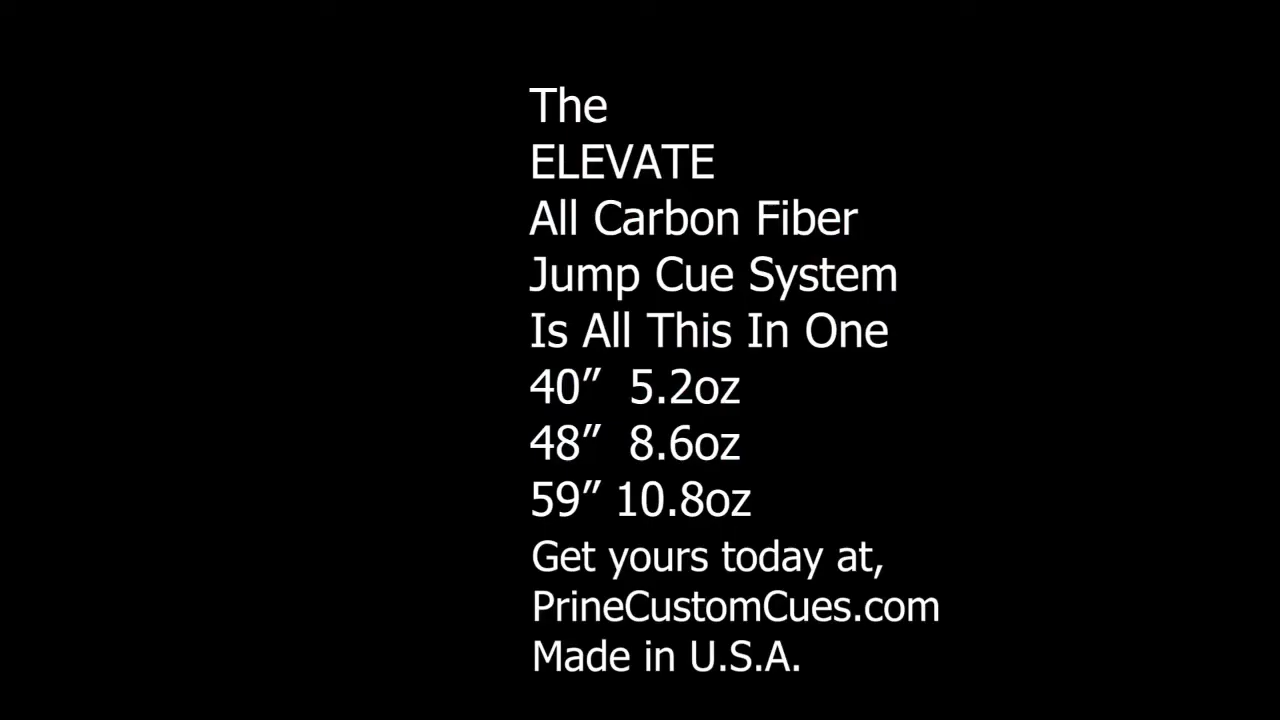 The
ELEVATE
All Carbon Fiber
Jump Cue System
Is All This In One
40”  5.2oz
48”  8.6oz
59” 10.8oz
Get yours today at,
PrineCustomCues.com
Made in U.S.A.